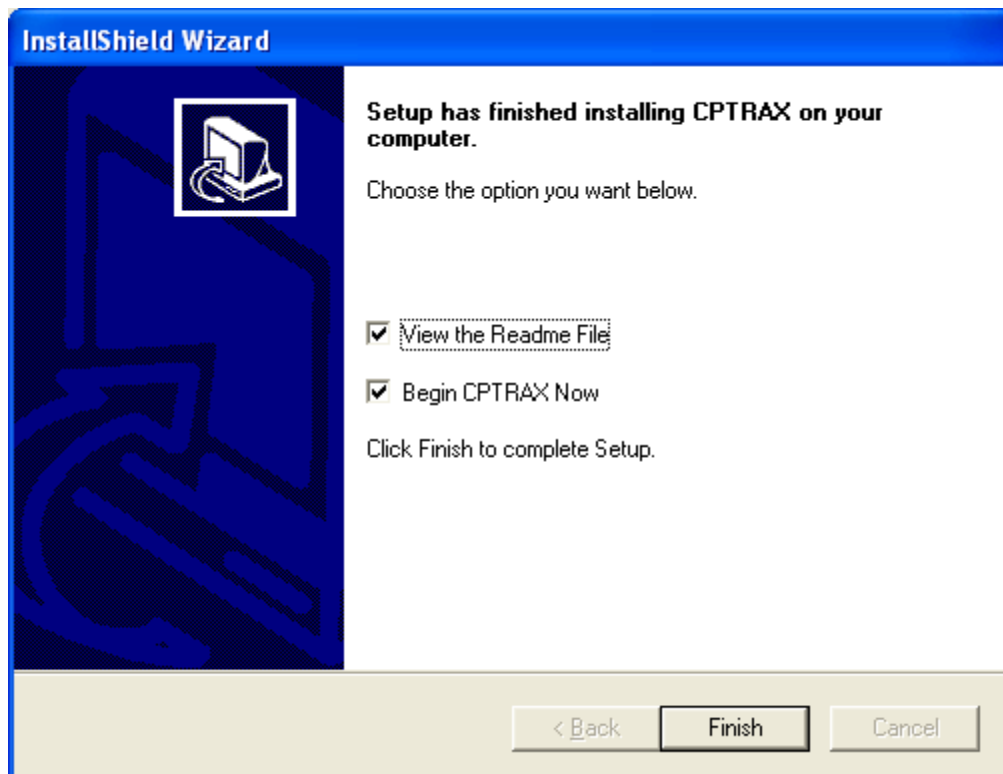 InstallShield Wizard
Setup has finished installing CPTRAX on your
computer.
Choose the option you want below.
View the Readme File
Begin CPTRAX Now
Click Finish to complete Setup.
< Back
Finish
Cancel